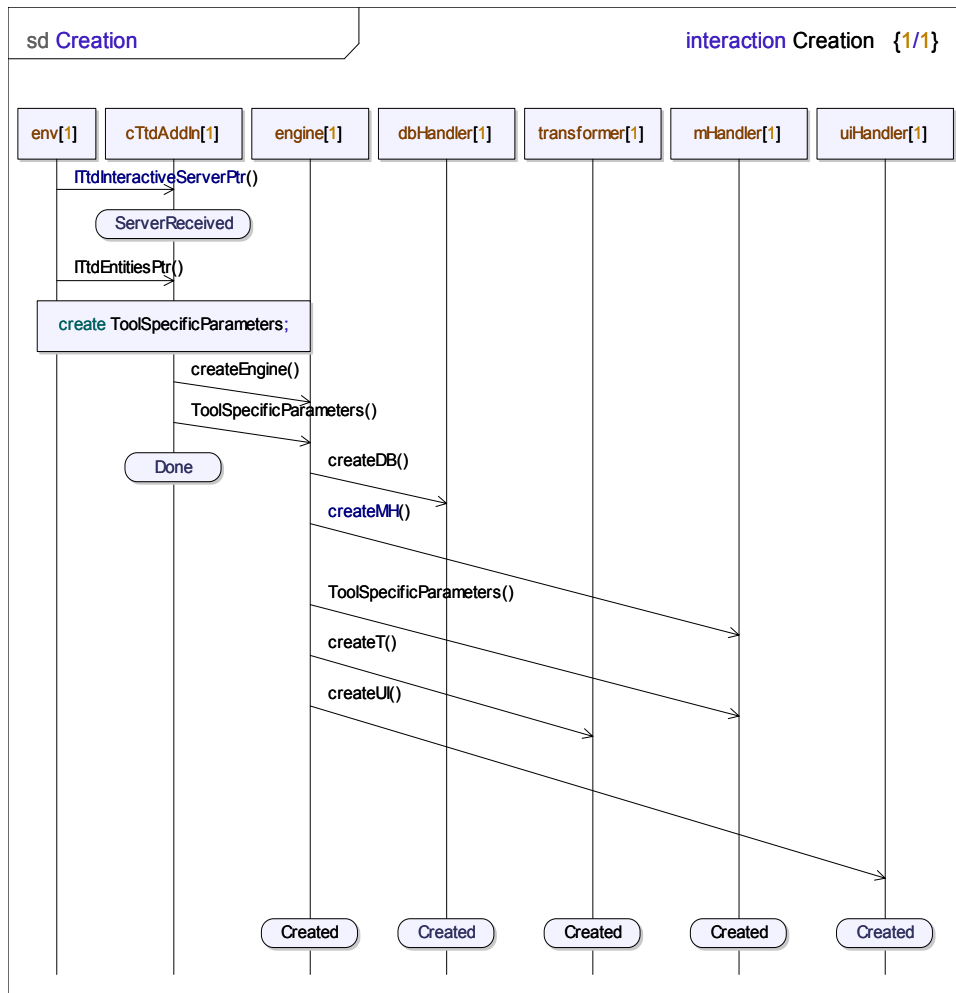 sd Creation
interaction Creation {1/1}
env[1]
cTtdAddIn[1]
engine[1]
dbHandler[1]
transformer[1]
mHandler[1]
uiHandler[1]
ITtdInteractiveServerPtr()
ServerReceived
ITtdEntitiesPtr()
create ToolSpecificParameters;
createEngine()
ToolSpecificParameters()
createDB()
Done
createMH()
ToolSpecificParameters()
createT()
createUI()
Created
Created
Created
Created
Created